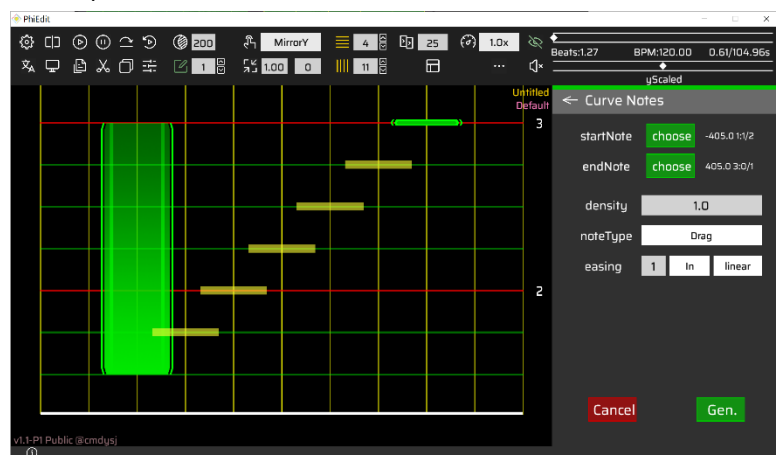 PhiEdit
200 MirrorY 4 25 1.0x
Beats:1.27 BPM:120.00 0.61/104.96s
1 1.00 0 11
yScaled
Untitled
Default
Curve Notes
3
startNote choose -405.0 1:1/2
endNote choose 405.0 3:0/1
density 1.0
noteType Drag
easing 1 In linear
2
Cancel Gen.
v1.1-P1 Public @cmdysj